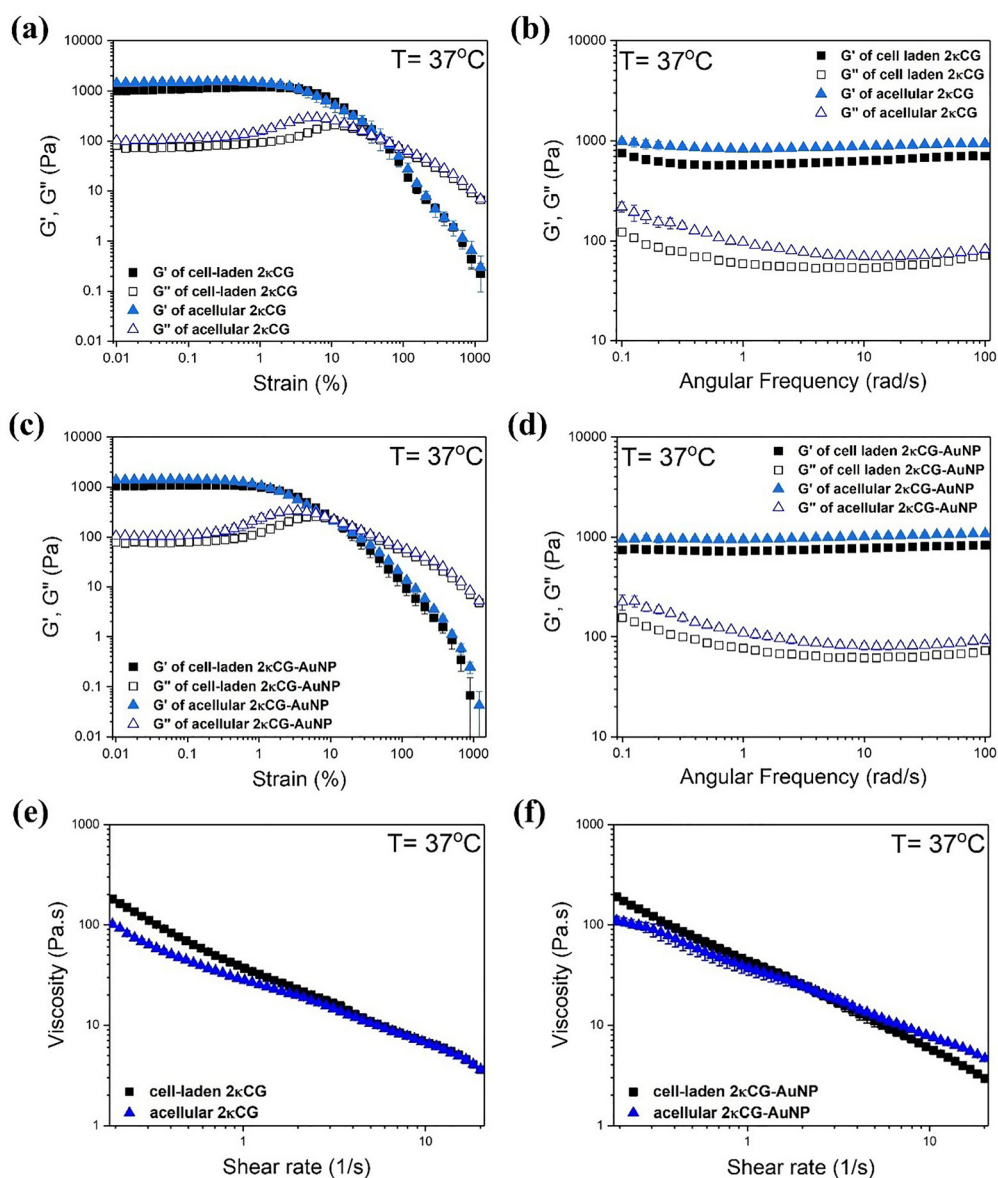 (a)
T= 37°C
10000
1000
100
10
1
0.1
0.01
G', G" (Pa)
G' of cell-laden 2κCG
G" of cell-laden 2κCG
G' of acellular 2κCG
G" of acellular 2κCG
0.01 0.1 1 10 100 1000
Strain (%)
(b)
T= 37°C
G' of cell laden 2κCG
G" of cell laden 2κCG
G' of acellular 2κCG
G" of acellular 2κCG
10000
1000
100
10
G', G" (Pa)
0.1 1 10 100
Angular Frequency (rad/s)
(c)
T= 37°C
10000
1000
100
10
1
0.1
0.01
G', G" (Pa)
G' of cell-laden 2κCG-AuNP
G" of cell-laden 2κCG-AuNP
G' of acellular 2κCG-AuNP
G" of acellular 2κCG-AuNP
0.01 0.1 1 10 100 1000
Strain (%)
(d)
T= 37°C
G' of cell laden 2κCG-AuNP
G" of cell laden 2κCG-AuNP
G' of acellular 2κCG-AuNP
G" of acellular 2κCG-AuNP
10000
1000
100
10
G', G" (Pa)
0.1 1 10 100
Angular Frequency (rad/s)
(e)
T= 37°C
1000
100
10
1
Viscosity (Pa.s)
cell-laden 2κCG
acellular 2κCG
1 10
Shear rate (1/s)
(f)
T= 37°C
1000
100
10
1
Viscosity (Pa.s)
cell-laden 2κCG-AuNP
acellular 2κCG-AuNP
1 10
Shear rate (1/s)